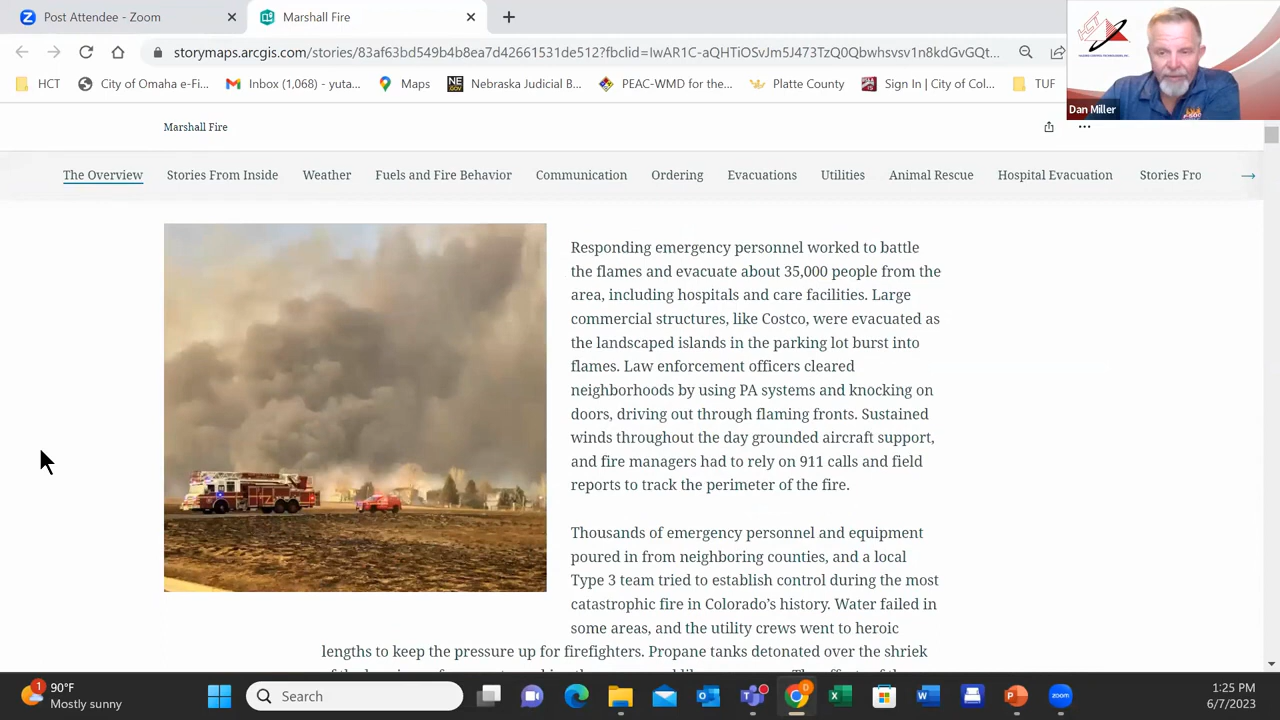 Post Attendee - Zoom
Marshall Fire
storymaps.arcgis.com/stories/83af63bd549b4b8ea7d42661531de512?fbclid=IwAR1C-aQHTiOSvJm5J473TzQ0Qbwhsvsv1n8kdGvGQt...
HCT
City of Omaha e-Fi...
Inbox (1,068) - yuta...
Maps
Nebraska Judicial B...
PEAC-WMD for the...
Platte County
Sign In | City of Col...
TUF
HCT
Dan Miller
Marshall Fire
The Overview
Stories From Inside
Weather
Fuels and Fire Behavior
Communication
Ordering
Evacuations
Utilities
Animal Rescue
Hospital Evacuation
Stories Fro
Responding emergency personnel worked to battle
the flames and evacuate about 35,000 people from the
area, including hospitals and care facilities. Large
commercial structures, like Costco, were evacuated as
the landscaped islands in the parking lot burst into
flames. Law enforcement officers cleared
neighborhoods by using PA systems and knocking on
doors, driving out through flaming fronts. Sustained
winds throughout the day grounded aircraft support,
and fire managers had to rely on 911 calls and field
reports to track the perimeter of the fire.
Thousands of emergency personnel and equipment
poured in from neighboring counties, and a local
Type 3 team tried to establish control during the most
catastrophic fire in Colorado’s history. Water failed in
some areas, and the utility crews went to heroic
lengths to keep the pressure up for firefighters. Propane tanks detonated over the shriek
1
90°F
Mostly sunny
Search
zoom
1:25 PM
6/7/2023